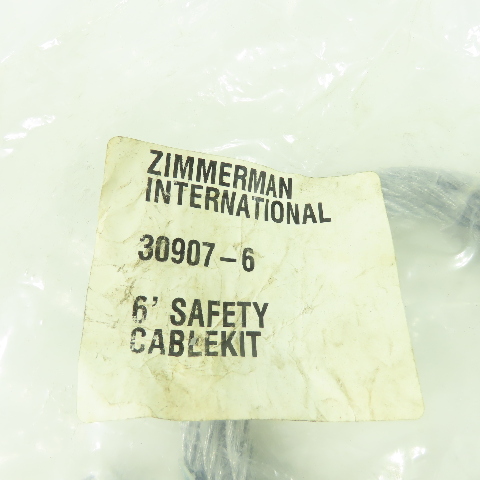 ZIMMERMAN
INTERNATIONAL
30907-6
6' SAFETY
CABLEKIT